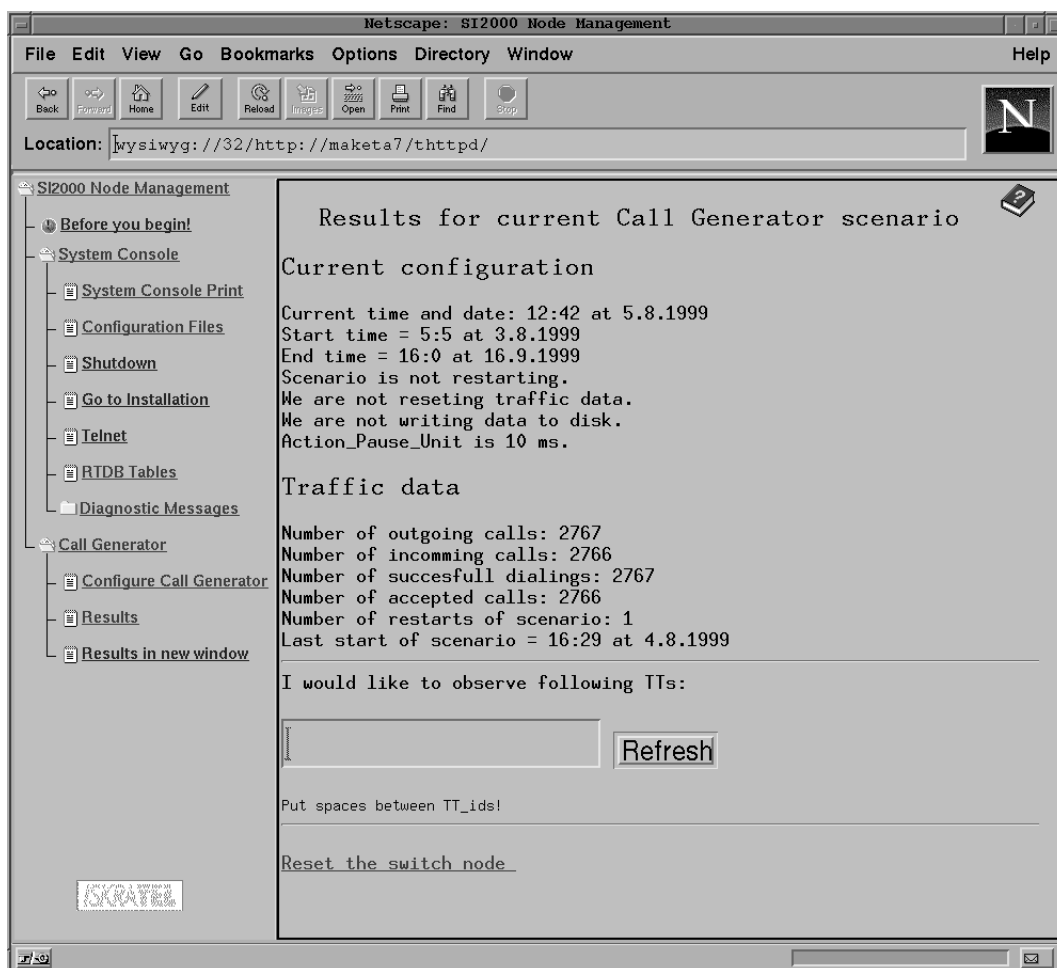 Netscape: SI2000 Node Management
File Edit View Go Bookmarks Options Directory Window Help
Back Forward Home Edit Reload Images Open Print Find Stop
N
Location: wysiwyg://32/http://maketa7/thttpd/
SI2000 Node Management
Before you begin!
System Console
System Console Print
Configuration Files
Shutdown
Go to Installation
Telnet
RTDB Tables
Diagnostic Messages
Call Generator
Configure Call Generator
Results
Results in new window
ISKRATEL
?
Results for current Call Generator scenario
Current configuration
Current time and date: 12:42 at 5.8.1999
Start time = 5:5 at 3.8.1999
End time = 16:0 at 16.9.1999
Scenario is not restarting.
We are not reseting traffic data.
We are not writing data to disk.
Action_Pause_Unit is 10 ms.
Traffic data
Number of outgoing calls: 2767
Number of incomming calls: 2766
Number of succesfull dialings: 2767
Number of accepted calls: 2766
Number of restarts of scenario: 1
Last start of scenario = 16:29 at 4.8.1999
I would like to observe following TTs:
Refresh
Put spaces between TT_ids!
Reset the switch node